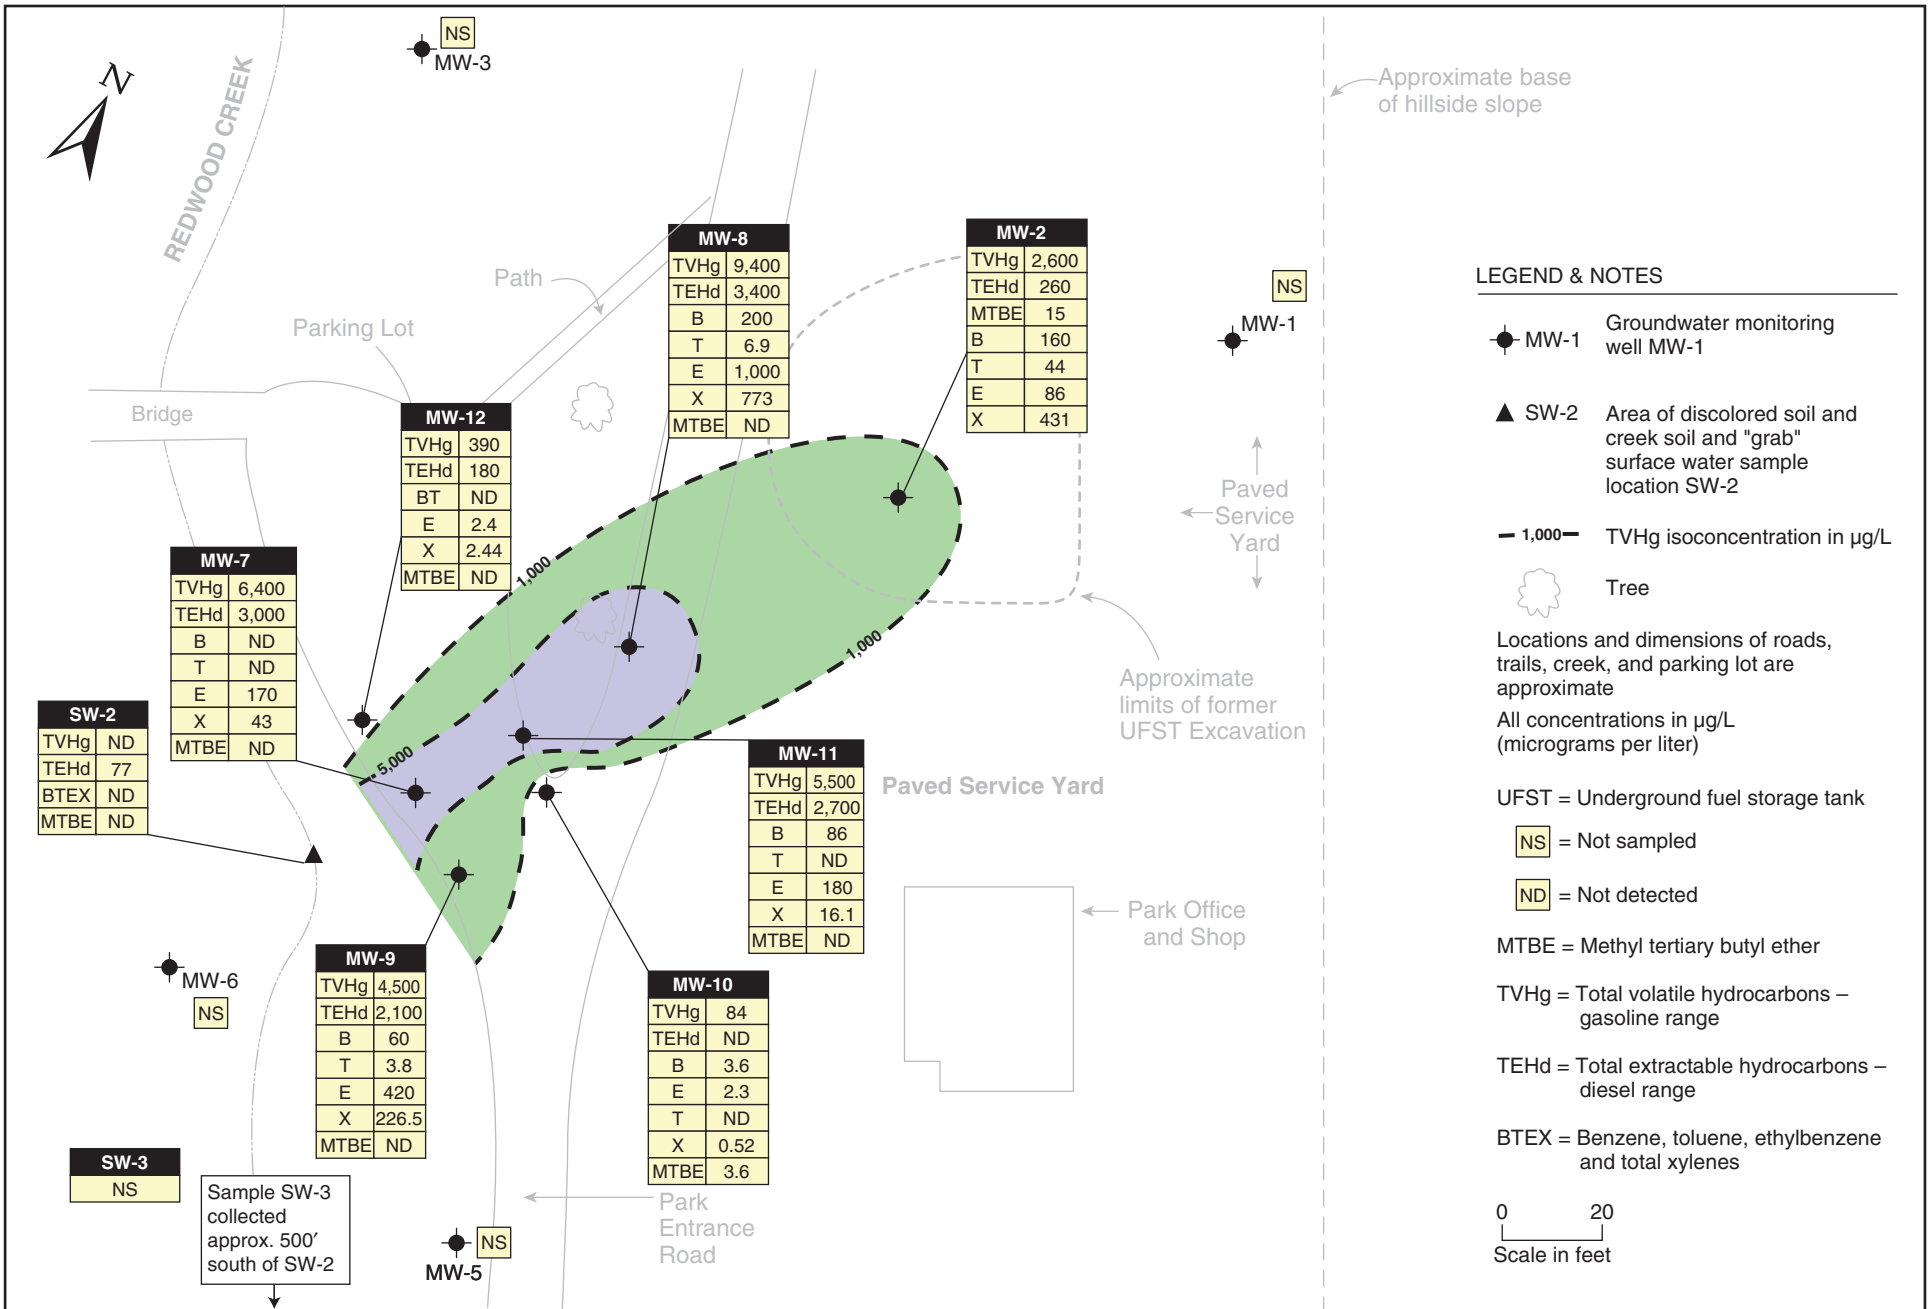 NS
MW-3
N
REDWOOD CREEK
Approximate base
of hillside slope
Path
Parking Lot
Bridge
MW-8
TVHg 9,400
TEHd 3,400
B 200
T 6.9
E 1,000
X 773
MTBE ND
MW-2
TVHg 2,600
TEHd 260
MTBE 15
B 160
T 44
E 86
X 431
NS
MW-1
MW-12
TVHg 390
TEHd 180
BT ND
E 2.4
X 2.44
MTBE ND
Paved
Service
Yard
MW-7
TVHg 6,400
TEHd 3,000
B ND
T ND
E 170
X 43
MTBE ND
1,000
1,000
5,000
Approximate
limits of former
UFST Excavation
SW-2
TVHg ND
TEHd 77
BTEX ND
MTBE ND
MW-11
TVHg 5,500
TEHd 2,700
B 86
T ND
E 180
X 16.1
MTBE ND
Paved Service Yard
Park Office
and Shop
MW-6
NS
MW-9
TVHg 4,500
TEHd 2,100
B 60
T 3.8
E 420
X 226.5
MTBE ND
MW-10
TVHg 84
TEHd ND
B 3.6
E 2.3
T ND
X 0.52
MTBE 3.6
SW-3
NS
Sample SW-3
collected
approx. 500′
south of SW-2
NS
MW-5
Park
Entrance
Road
LEGEND & NOTES
MW-1 Groundwater monitoring
well MW-1
SW-2 Area of discolored soil and
creek soil and "grab"
surface water sample
location SW-2
1,000 TVHg isoconcentration in µg/L
Tree
Locations and dimensions of roads,
trails, creek, and parking lot are
approximate
All concentrations in µg/L
(micrograms per liter)
UFST = Underground fuel storage tank
NS = Not sampled
ND = Not detected
MTBE = Methyl tertiary butyl ether
TVHg = Total volatile hydrocarbons –
gasoline range
TEHd = Total extractable hydrocarbons –
diesel range
BTEX = Benzene, toluene, ethylbenzene
and total xylenes
0 20
Scale in feet